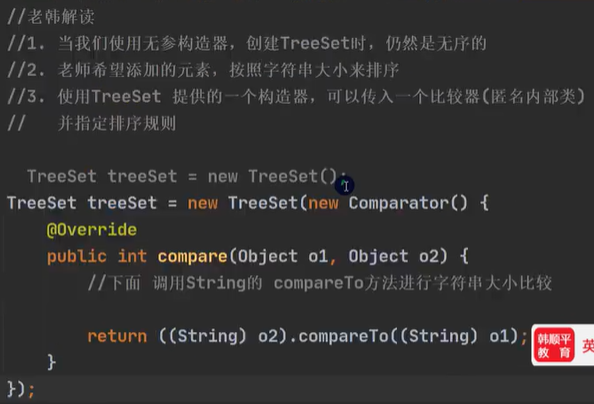 //老韩解读
//1. 当我们使用无参构造器，创建TreeSet时，仍然是无序的
//2. 老师希望添加的元素，按照字符串大小来排序
//3. 使用TreeSet 提供的一个构造器，可以传入一个比较器(匿名内部类)
//   并指定排序规则
TreeSet treeSet = new TreeSet();
TreeSet treeSet = new TreeSet(new Comparator() {
@Override
public int compare(Object o1, Object o2) {
//下面 调用String的 compareTo方法进行字符串大小比较
return ((String) o2).compareTo((String) o1);
}
});
韩顺平
教 育
英